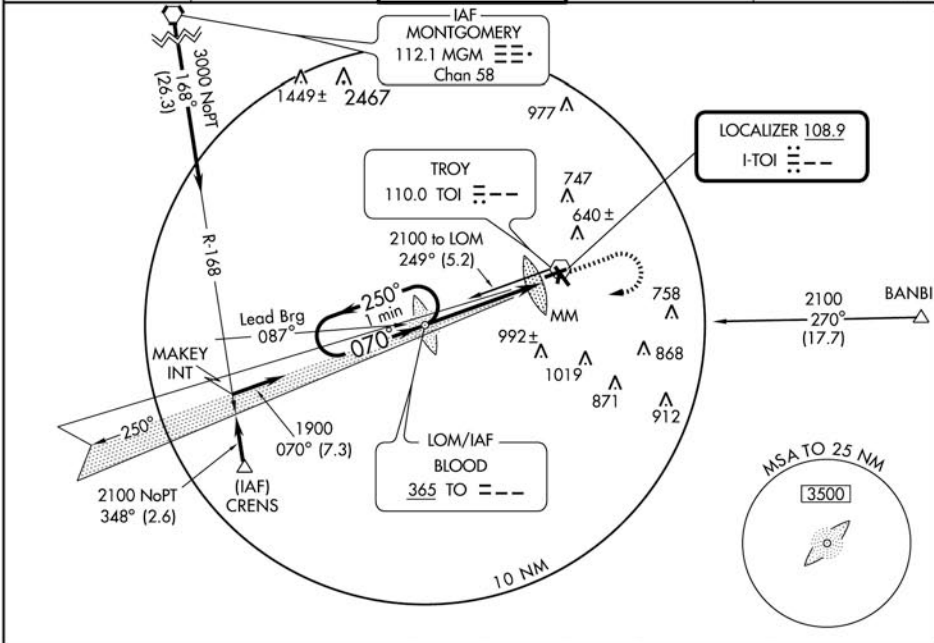 IAF
MONTGOMERY
112.1 MGM
Chan 58
3000 NoPT
168°
(26.3)
1449±
2467
977
LOCALIZER 108.9
I-TOI
TROY
110.0 TOI
747
640±
R-168
2100 to LOM
249° (5.2)
250°
1 min
070°
Lead Brg
087°
MM
758
BANBI
2100
270°
(17.7)
992±
1019
868
871
912
MAKEY
INT
250°
1900
070° (7.3)
LOM/IAF
BLOOD
365 TO
2100 NoPT
348° (2.6)
(IAF)
CRENS
MSA TO 25 NM
3500
10 NM